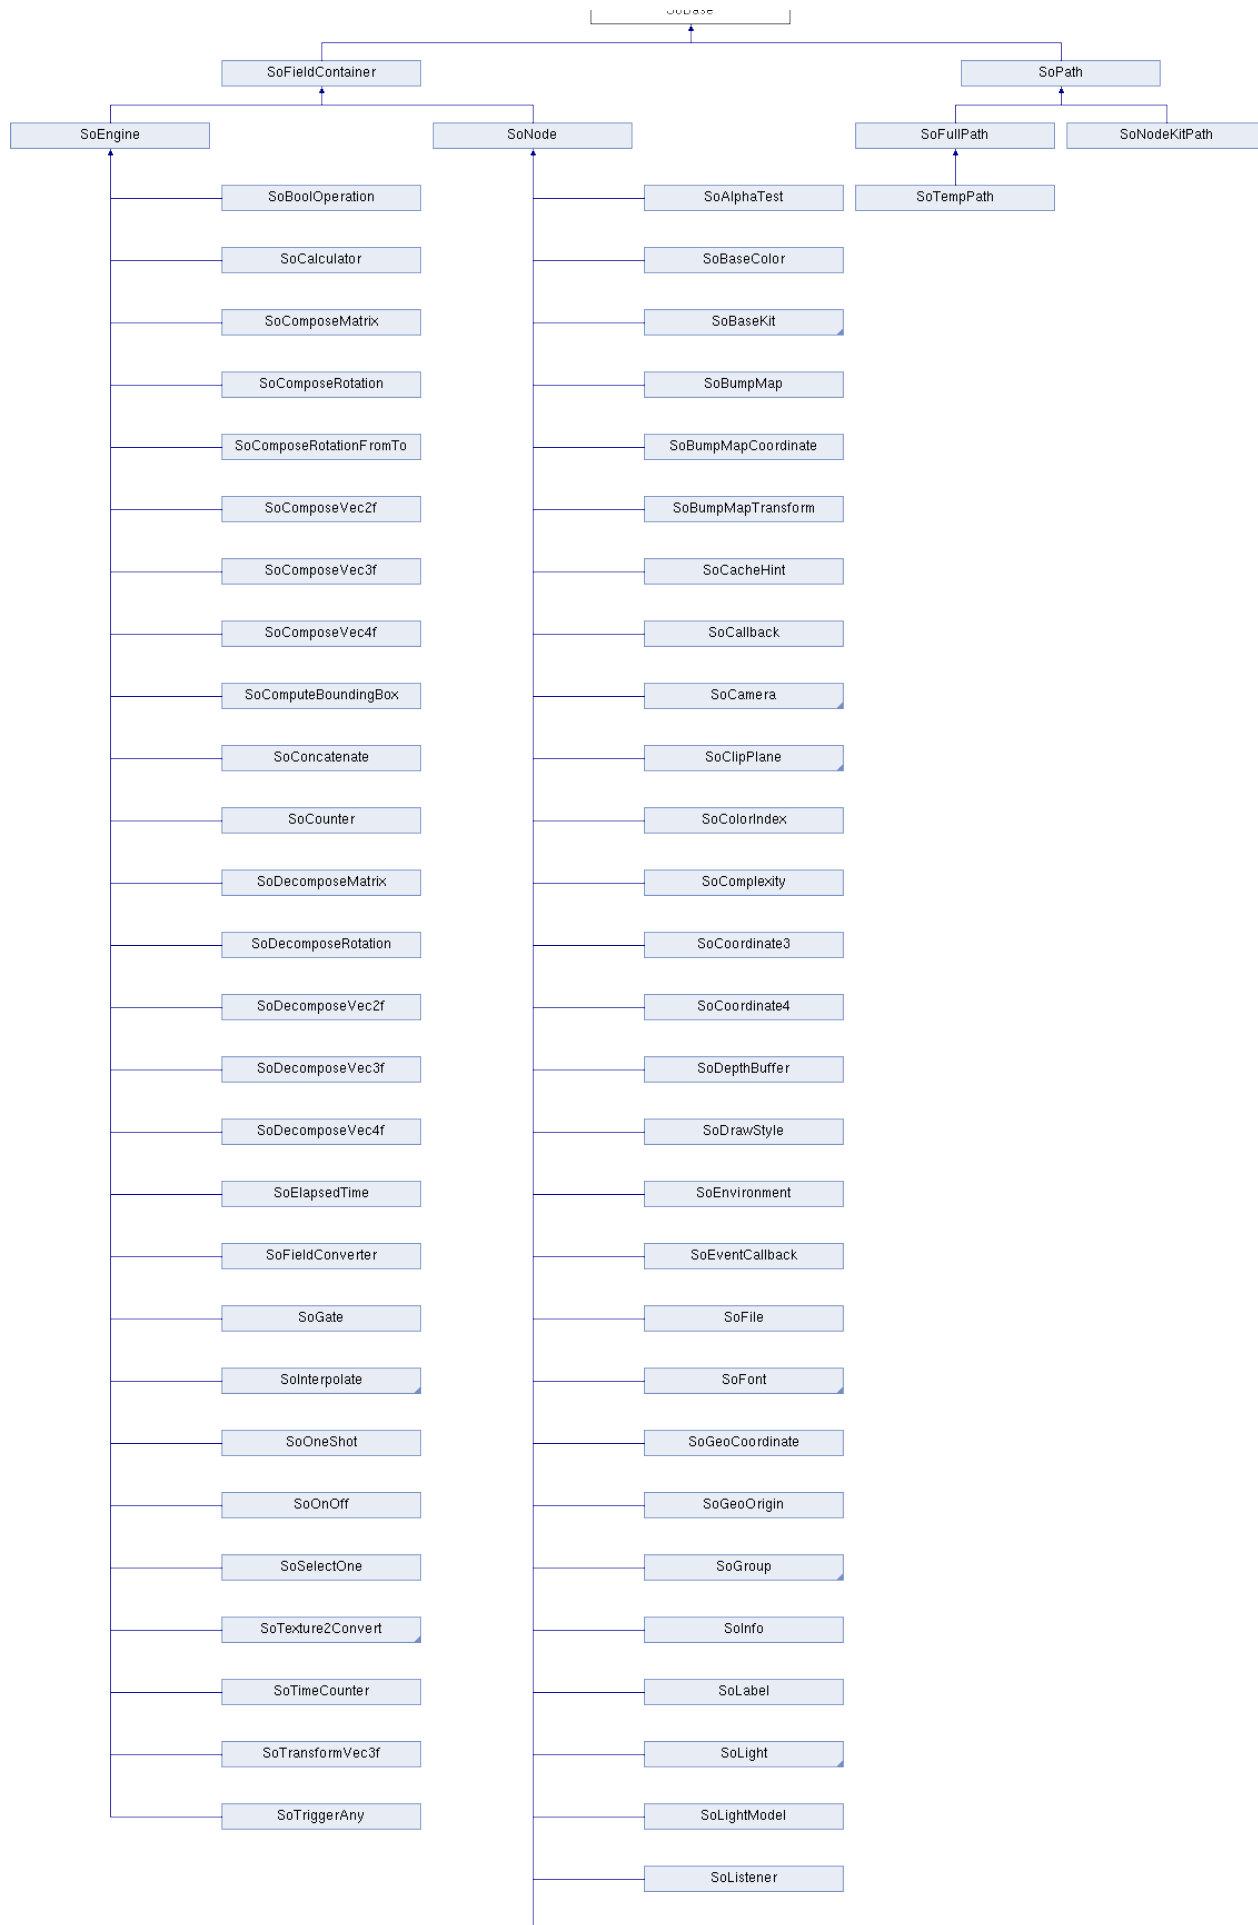 SoBase
SoFieldContainer
SoPath
SoEngine
SoNode
SoFullPath
SoNodeKitPath
SoBoolOperation
SoAlphaTest
SoTempPath
SoCalculator
SoBaseColor
SoComposeMatrix
SoBaseKit
SoComposeRotation
SoBumpMap
SoComposeRotationFromTo
SoBumpMapCoordinate
SoComposeVec2f
SoBumpMapTransform
SoComposeVec3f
SoCacheHint
SoComposeVec4f
SoCallback
SoComputeBoundingBox
SoCamera
SoConcatenate
SoClipPlane
SoCounter
SoColorIndex
SoDecomposeMatrix
SoComplexity
SoDecomposeRotation
SoCoordinate3
SoDecomposeVec2f
SoCoordinate4
SoDecomposeVec3f
SoDepthBuffer
SoDecomposeVec4f
SoDrawStyle
SoElapsedTime
SoEnvironment
SoFieldConverter
SoEventCallback
SoGate
SoFile
SoInterpolate
SoFont
SoOneShot
SoGeoCoordinate
SoOnOff
SoGeoOrigin
SoSelectOne
SoGroup
SoTexture2Convert
SoInfo
SoTimeCounter
SoLabel
SoTransformVec3f
SoLight
SoTriggerAny
SoLightModel
SoListener